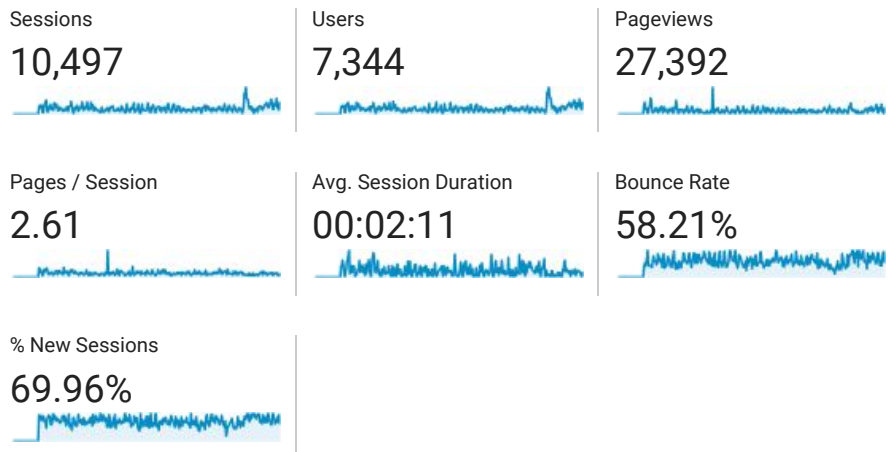 Sessions
10,497
Users
7,344
Pageviews
27,392
Pages / Session
2.61
Avg. Session Duration
00:02:11
Bounce Rate
58.21%
% New Sessions
69.96%